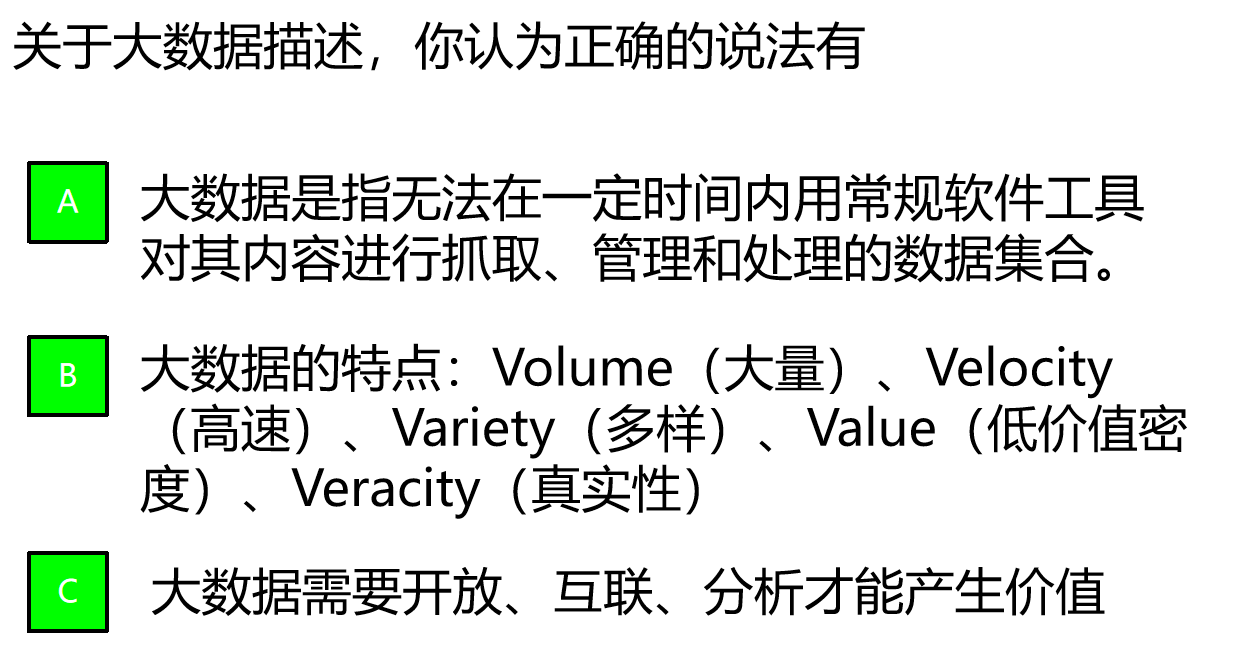 关于大数据描述，你认为正确的说法有
A 大数据是指无法在一定时间内用常规软件工具
对其内容进行抓取、管理和处理的数据集合。
B 大数据的特点：Volume（大量）、Velocity
（高速）、Variety（多样）、Value（低价值密
度）、Veracity（真实性）
C 大数据需要开放、互联、分析才能产生价值